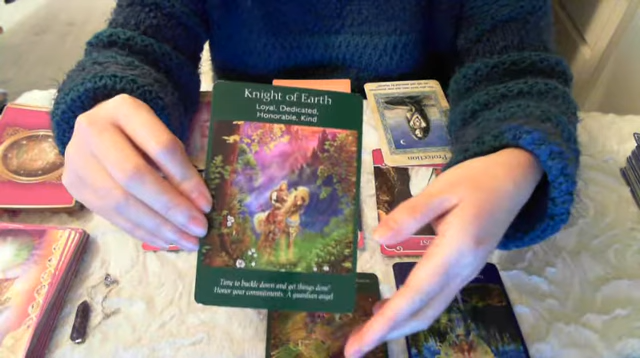 Knight of Earth
Loyal, Dedicated,
Honorable, Kind
Time to buckle down and get things done!
Honor your commitments. A guardian angel
Protection